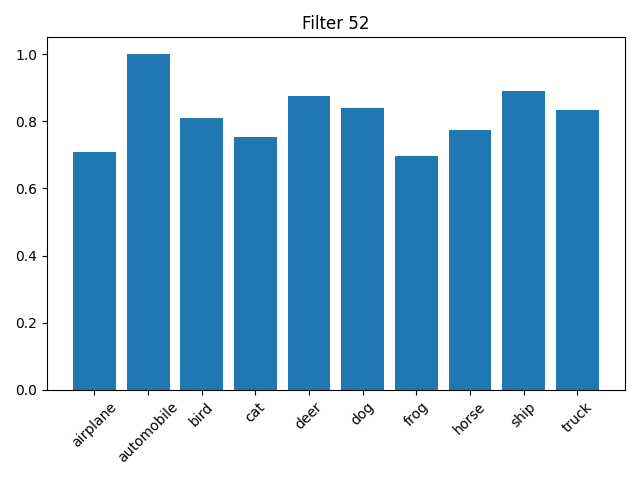 Filter 52
1.0
0.8
0.6
0.4
0.2
0.0
airplane
automobile
bird
cat
deer
dog
frog
horse
ship
truck